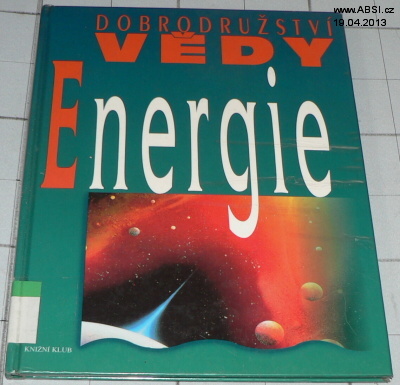 www.ABSI.cz
19.04.2013
DOBRODRUŽSTVÍ
VĚDY
Energie
KNIŽNÍ KLUB